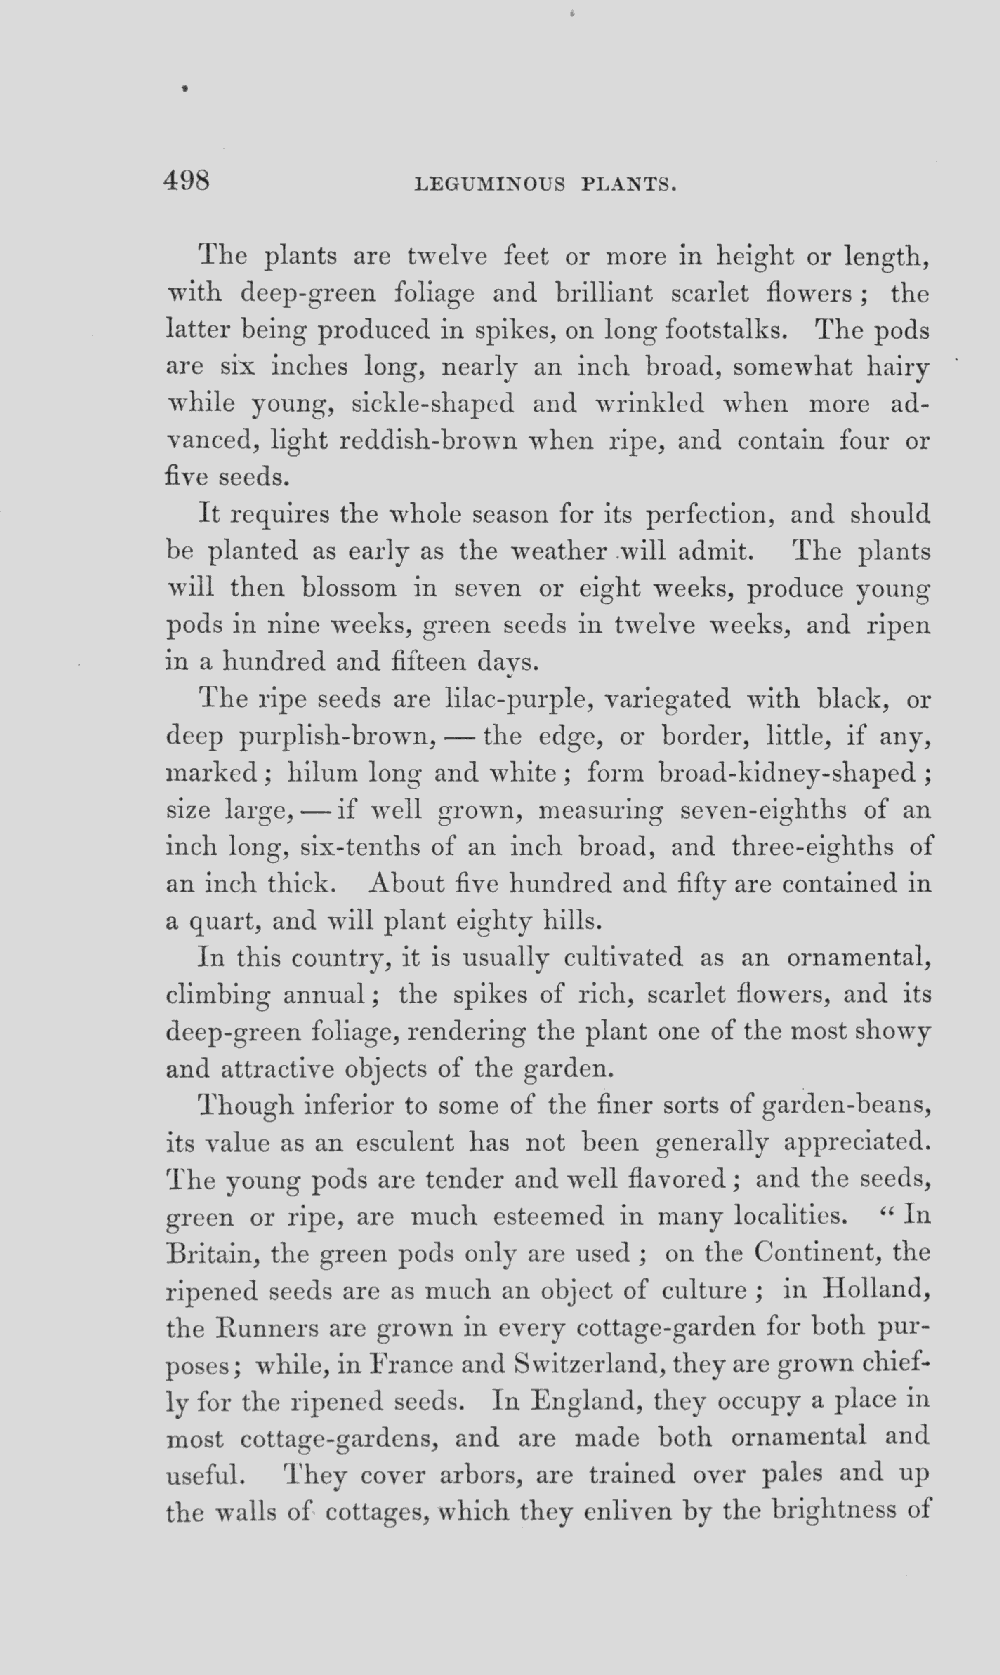 498 LEGUMINOUS PLANTS.
The plants are twelve feet or more in height or length,
with deep-green foliage and brilliant scarlet flowers; the
latter being produced in spikes, on long footstalks. The pods
are six inches long, nearly an inch broad, somewhat hairy
while young, sickle-shaped and wrinkled when more ad-
vanced, light reddish-brown when ripe, and contain four or
five seeds.
It requires the whole season for its perfection, and should
be planted as early as the weather will admit. The plants
will then blossom in seven or eight weeks, produce young
pods in nine weeks, green seeds in twelve weeks, and ripen
in a hundred and fifteen days.
The ripe seeds are lilac-purple, variegated with black, or
deep purplish-brown, — the edge, or border, little, if any,
marked; hilum long and white; form broad-kidney-shaped;
size large, — if well grown, measuring seven-eighths of an
inch long, six-tenths of an inch broad, and three-eighths of
an inch thick. About five hundred and fifty are contained in
a quart, and will plant eighty hills.
In this country, it is usually cultivated as an ornamental,
climbing annual; the spikes of rich, scarlet flowers, and its
deep-green foliage, rendering the plant one of the most showy
and attractive objects of the garden.
Though inferior to some of the finer sorts of garden-beans,
its value as an esculent has not been generally appreciated.
The young pods are tender and well flavored; and the seeds,
green or ripe, are much esteemed in many localities. “In
Britain, the green pods only are used; on the Continent, the
ripened seeds are as much an object of culture; in Holland,
the Runners are grown in every cottage-garden for both pur-
poses; while, in France and Switzerland, they are grown chief-
ly for the ripened seeds. In England, they occupy a place in
most cottage-gardens, and are made both ornamental and
useful. They cover arbors, are trained over pales and up
the walls of cottages, which they enliven by the brightness of